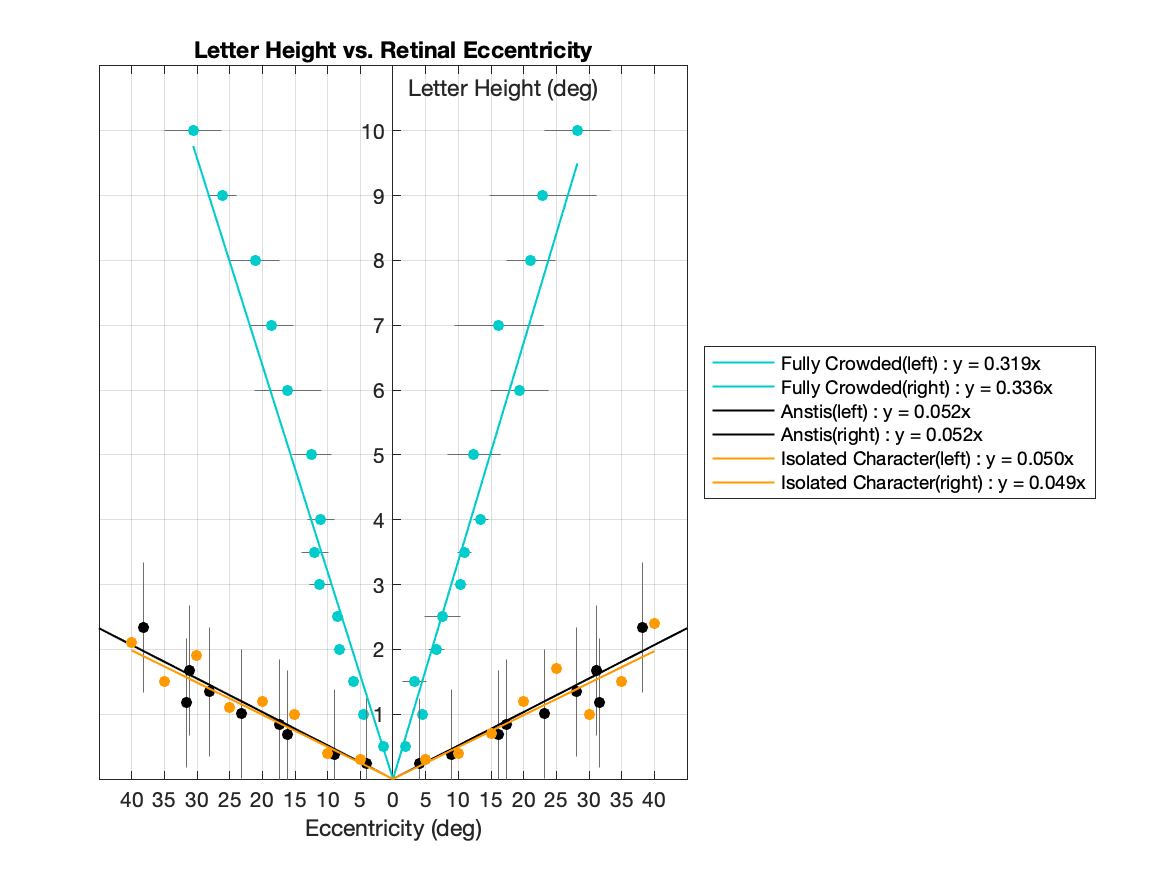 Letter Height vs. Retinal Eccentricity
Letter Height (deg)
10
9
8
7
6
5
4
3
2
1
40 35 30 25 20 15 10 5 0 5 10 15 20 25 30 35 40
Eccentricity (deg)
Fully Crowded(left) : y = 0.319x
Fully Crowded(right) : y = 0.336x
Anstis(left) : y = 0.052x
Anstis(right) : y = 0.052x
Isolated Character(left) : y = 0.050x
Isolated Character(right) : y = 0.049x